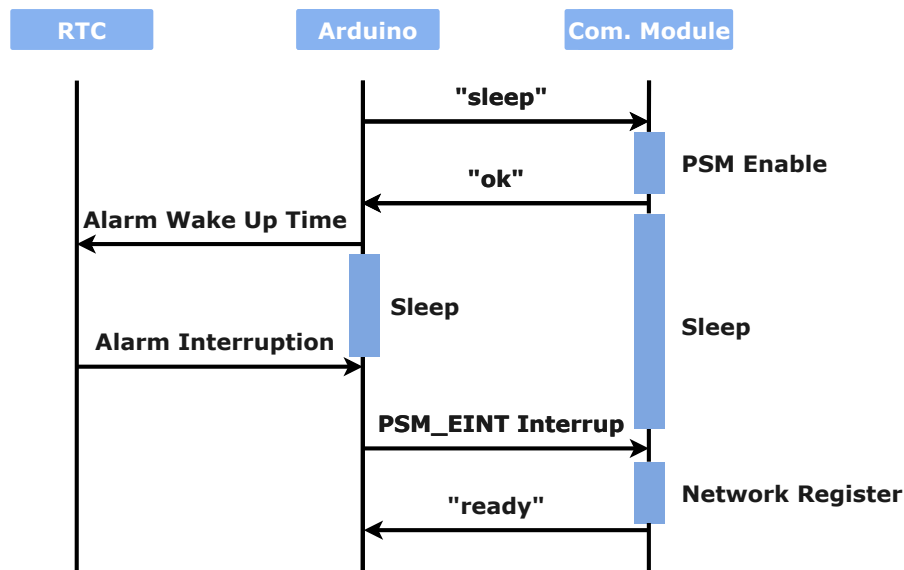 RTC
Arduino
Com. Module
"sleep"
PSM Enable
"ok"
Alarm Wake Up Time
Sleep
Sleep
Alarm Interruption
PSM_EINT Interrup
Network Register
"ready"